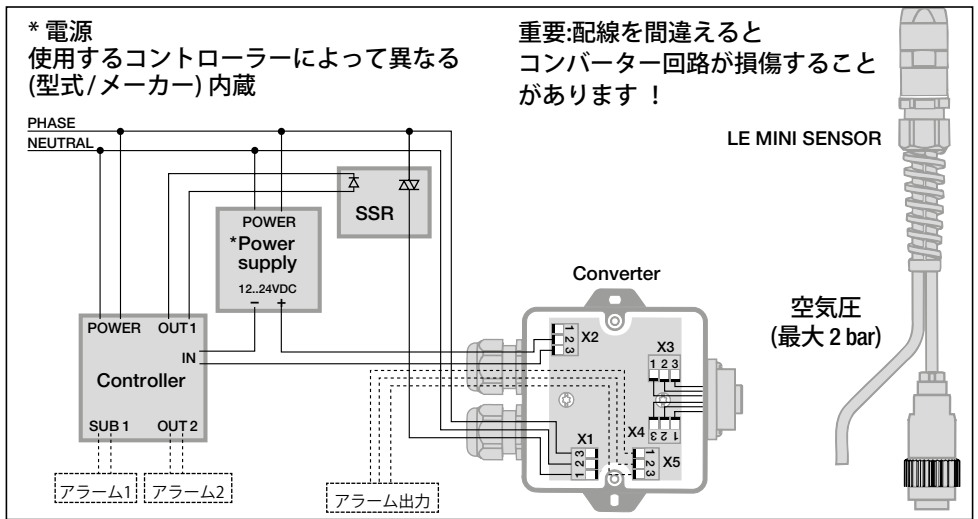 * 電源
使用するコントローラーによって異なる
(型式/メーカー) 内蔵
重要:配線を間違えると
コンバーター回路が損傷すること
があります !
PHASE
NEUTRAL
LE MINI SENSOR
SSR
POWER
*Power
supply
12..24VDC
− +
Converter
空気圧
(最大 2 bar)
POWER OUT1
IN
Controller
SUB 1 OUT 2
アラーム1 アラーム2
アラーム出力
1
2
3
X2
X3
1 2 3
X4
3 2 1
X1
3
2
1
1
2
3
X5